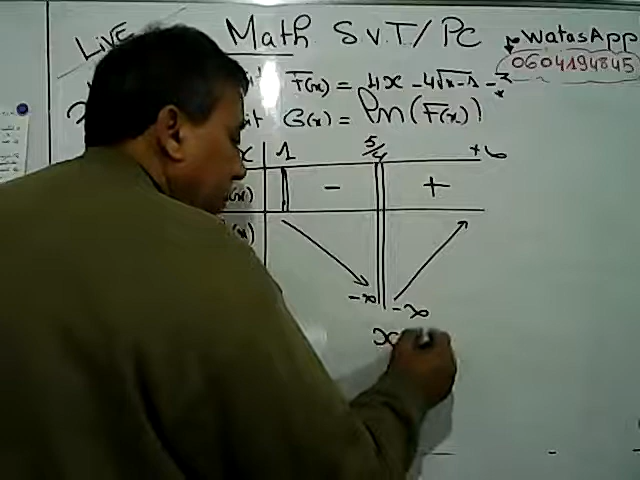 LIVE
Math SVT/PC
WatasApp
0604194845
F(x) = 4x - 4√x-1 - 3
G(x) = ln(F(x))
x 1 5/4 +∞
(x) - +
(x)
-∞ -∞
x